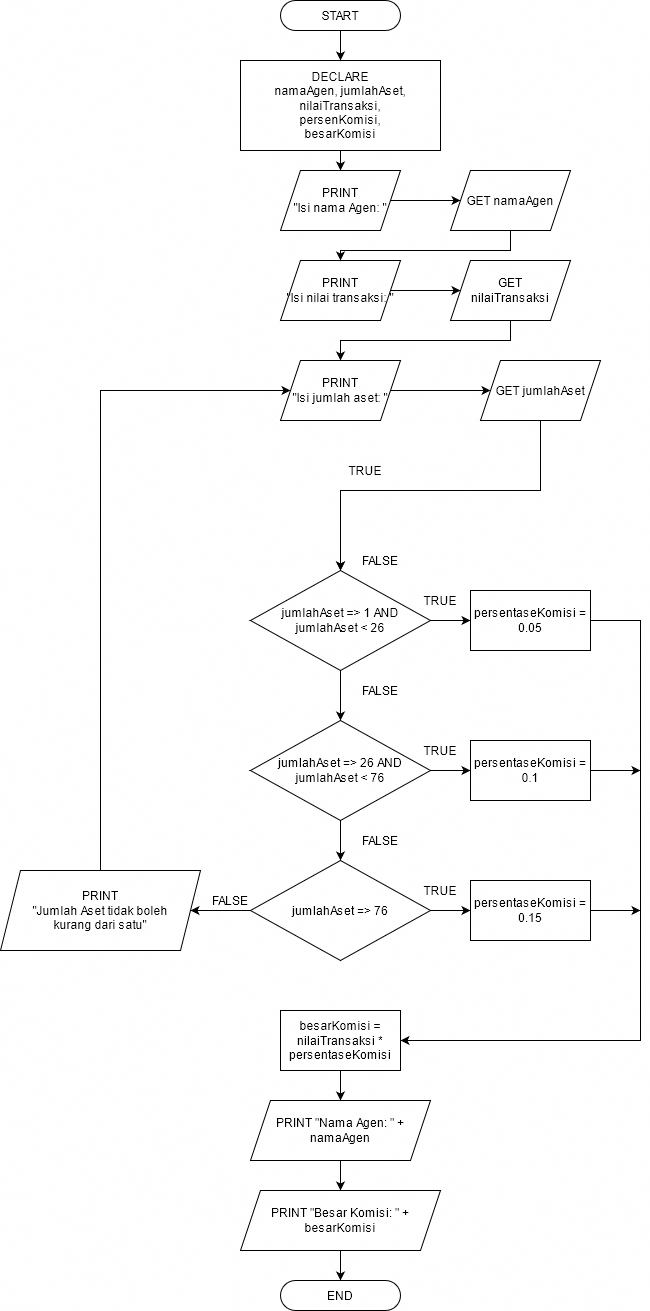 START
DECLARE
namaAgen, jumlahAset,
nilaiTransaksi,
persenKomisi,
besarKomisi
PRINT
"Isi nama Agen: "
GET namaAgen
PRINT
"Isi nilai transaksi: "
GET
nilaiTransaksi
PRINT
"Isi jumlah aset: "
GET jumlahAset
TRUE
FALSE
jumlahAset => 1 AND
jumlahAset < 26
TRUE
persentaseKomisi =
0.05
FALSE
jumlahAset => 26 AND
jumlahAset < 76
TRUE
persentaseKomisi =
0.1
FALSE
jumlahAset => 76
TRUE
persentaseKomisi =
0.15
FALSE
PRINT
"Jumlah Aset tidak boleh
kurang dari satu"
besarKomisi =
nilaiTransaksi *
persentaseKomisi
PRINT "Nama Agen: " +
namaAgen
PRINT "Besar Komisi: " +
besarKomisi
END